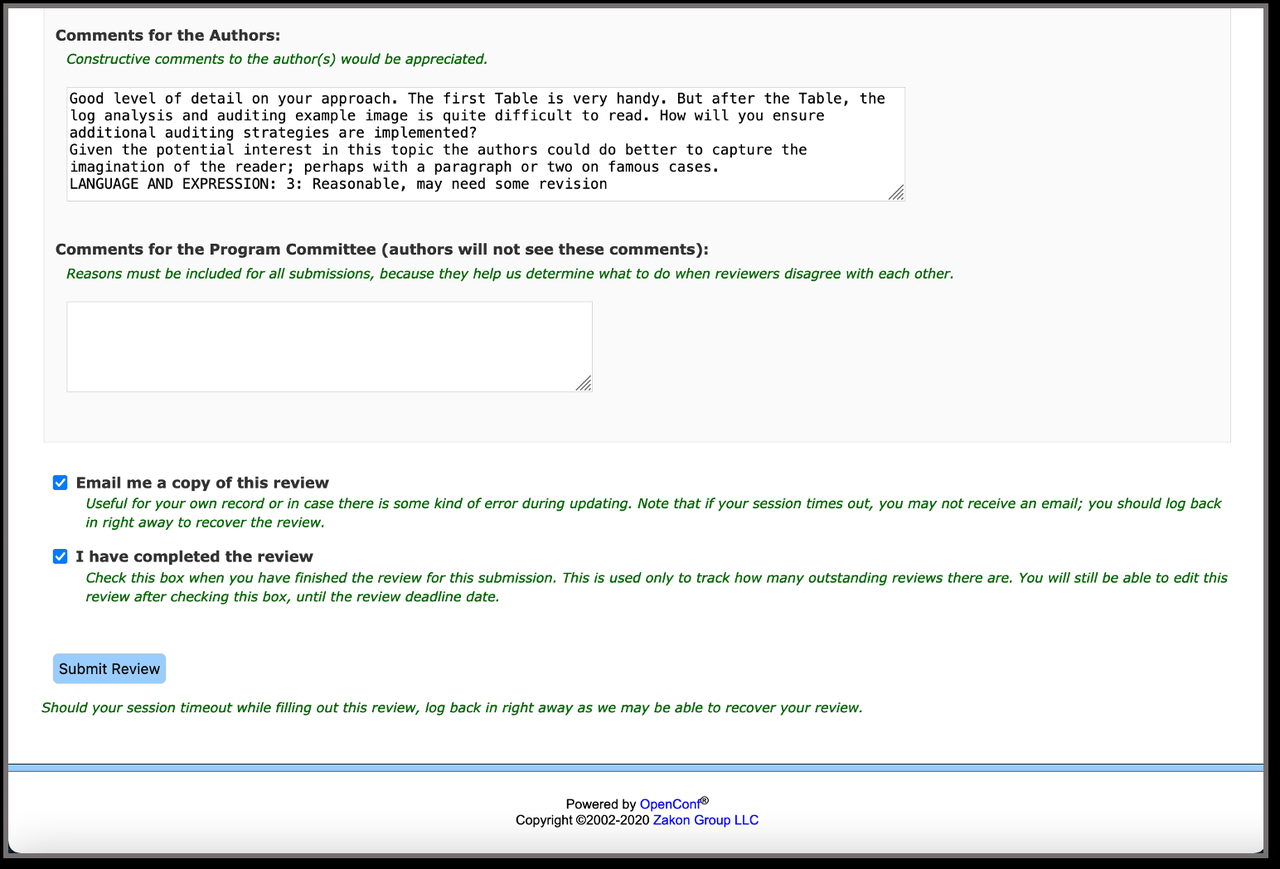 Comments for the Authors:
Constructive comments to the author(s) would be appreciated.
Good level of detail on your approach. The first Table is very handy. But after the Table, the
log analysis and auditing example image is quite difficult to read. How will you ensure
additional auditing strategies are implemented?
Given the potential interest in this topic the authors could do better to capture the
imagination of the reader; perhaps with a paragraph or two on famous cases.
LANGUAGE AND EXPRESSION: 3: Reasonable, may need some revision
Comments for the Program Committee (authors will not see these comments):
Reasons must be included for all submissions, because they help us determine what to do when reviewers disagree with each other.
Email me a copy of this review
Useful for your own record or in case there is some kind of error during updating. Note that if your session times out, you may not receive an email; you should log back
in right away to recover the review.
I have completed the review
Check this box when you have finished the review for this submission. This is used only to track how many outstanding reviews there are. You will still be able to edit this
review after checking this box, until the review deadline date.
Submit Review
Should your session timeout while filling out this review, log back in right away as we may be able to recover your review.
Powered by OpenConf®
Copyright ©2002-2020 Zakon Group LLC